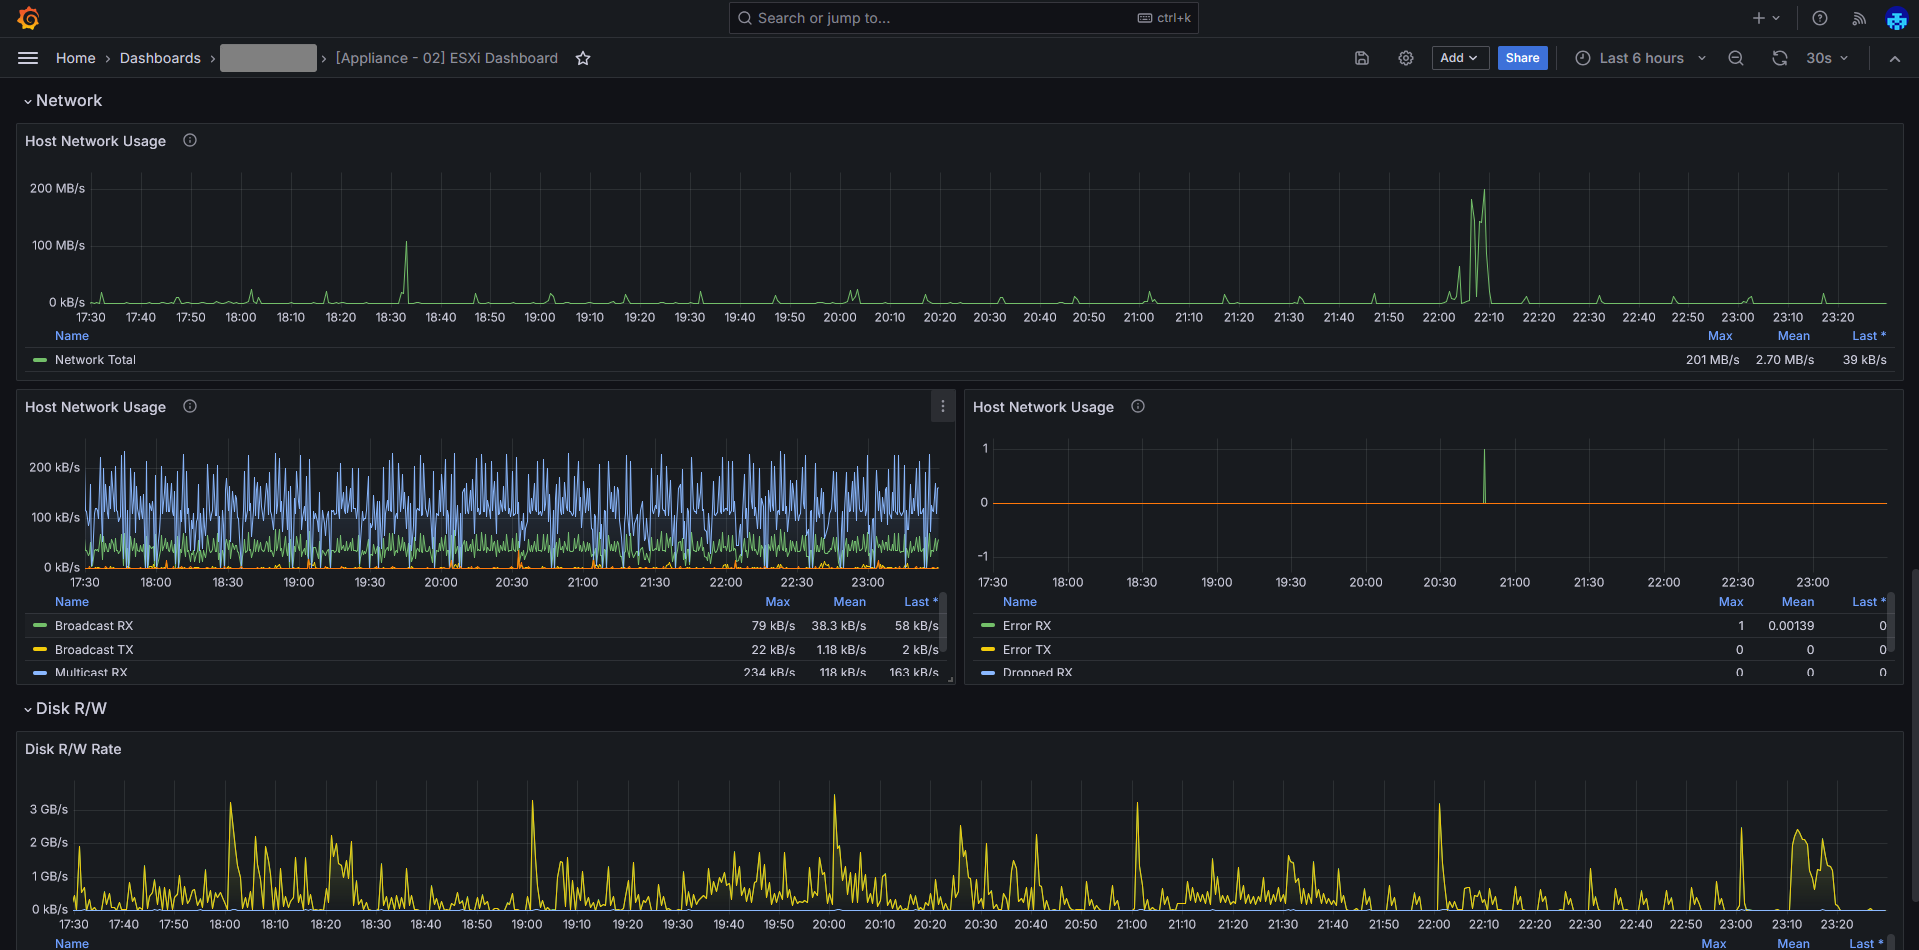 Search or jump to... ctrl+k
Home › Dashboards › › [Appliance - 02] ESXi Dashboard
Add Share Last 6 hours 30s
Network
Host Network Usage
200 MB/s
100 MB/s
0 kB/s
17:30 17:40 17:50 18:00 18:10 18:20 18:30 18:40 18:50 19:00 19:10 19:20 19:30 19:40 19:50 20:00 20:10 20:20 20:30 20:40 20:50 21:00 21:10 21:20 21:30 21:40 21:50 22:00 22:10 22:20 22:30 22:40 22:50 23:00 23:10 23:20
Name Max Mean Last *
Network Total 201 MB/s 2.70 MB/s 39 kB/s
Host Network Usage
200 kB/s
100 kB/s
0 kB/s
17:30 18:00 18:30 19:00 19:30 20:00 20:30 21:00 21:30 22:00 22:30 23:00
Name Max Mean Last *
Broadcast RX 79 kB/s 38.3 kB/s 58 kB/s
Broadcast TX 22 kB/s 1.18 kB/s 2 kB/s
Multicast RX 234 kB/s 118 kB/s 163 kB/s
Host Network Usage
1
0
-1
17:30 18:00 18:30 19:00 19:30 20:00 20:30 21:00 21:30 22:00 22:30 23:00
Name Max Mean Last *
Error RX 1 0.00139 0
Error TX 0 0 0
Dropped RX 0 0 0
Disk R/W
Disk R/W Rate
3 GB/s
2 GB/s
1 GB/s
0 kB/s
17:30 17:40 17:50 18:00 18:10 18:20 18:30 18:40 18:50 19:00 19:10 19:20 19:30 19:40 19:50 20:00 20:10 20:20 20:30 20:40 20:50 21:00 21:10 21:20 21:30 21:40 21:50 22:00 22:10 22:20 22:30 22:40 22:50 23:00 23:10 23:20
Name Max Mean Last *